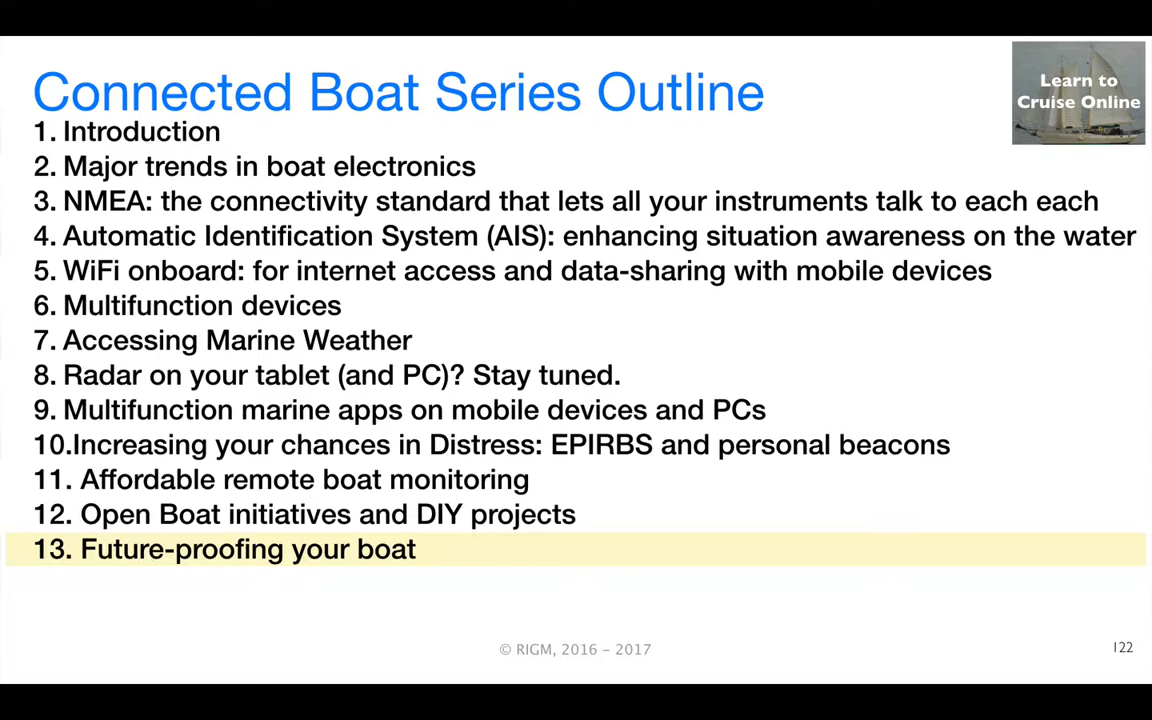 Connected Boat Series Outline
Learn to
Cruise Online
1. Introduction
2. Major trends in boat electronics
3. NMEA: the connectivity standard that lets all your instruments talk to each each
4. Automatic Identification System (AIS): enhancing situation awareness on the water
5. WiFi onboard: for internet access and data-sharing with mobile devices
6. Multifunction devices
7. Accessing Marine Weather
8. Radar on your tablet (and PC)? Stay tuned.
9. Multifunction marine apps on mobile devices and PCs
10.Increasing your chances in Distress: EPIRBS and personal beacons
11. Affordable remote boat monitoring
12. Open Boat initiatives and DIY projects
13. Future-proofing your boat
© RIGM, 2016 – 2017
122